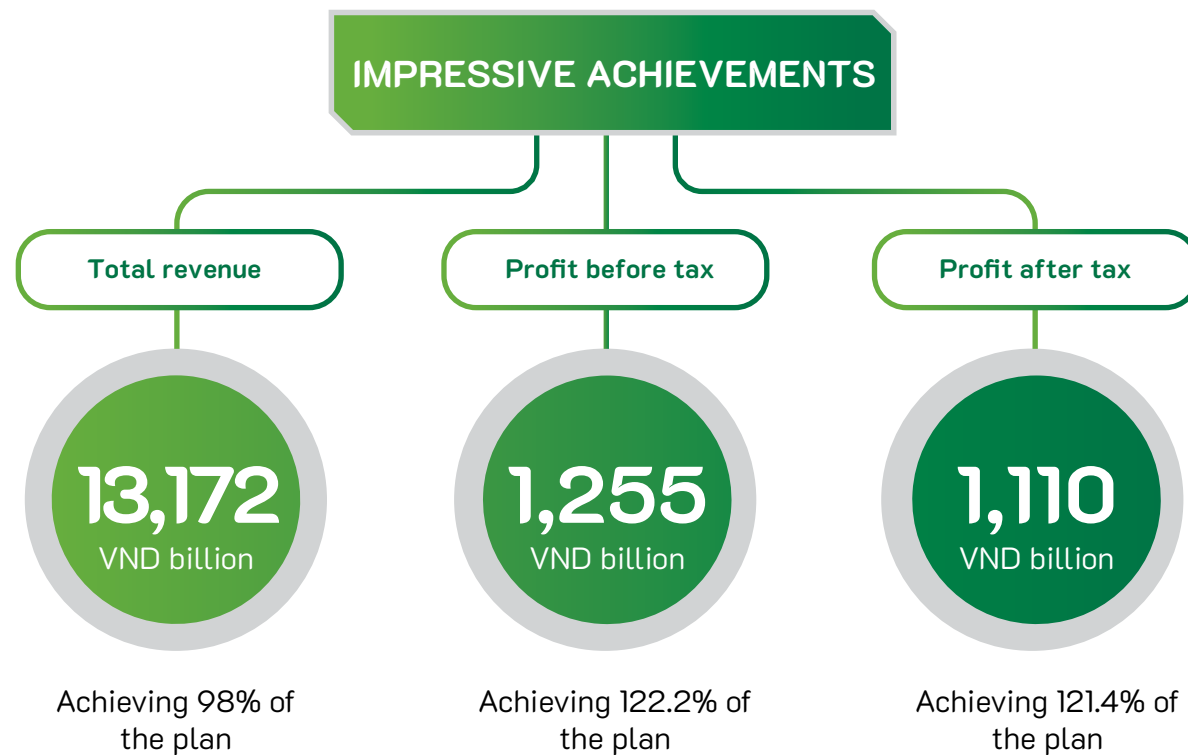 IMPRESSIVE ACHIEVEMENTS
Total revenue
13,172
VND billion
Achieving 98% of
the plan
Profit before tax
1,255
VND billion
Achieving 122.2% of
the plan
Profit after tax
1,110
VND billion
Achieving 121.4% of
the plan